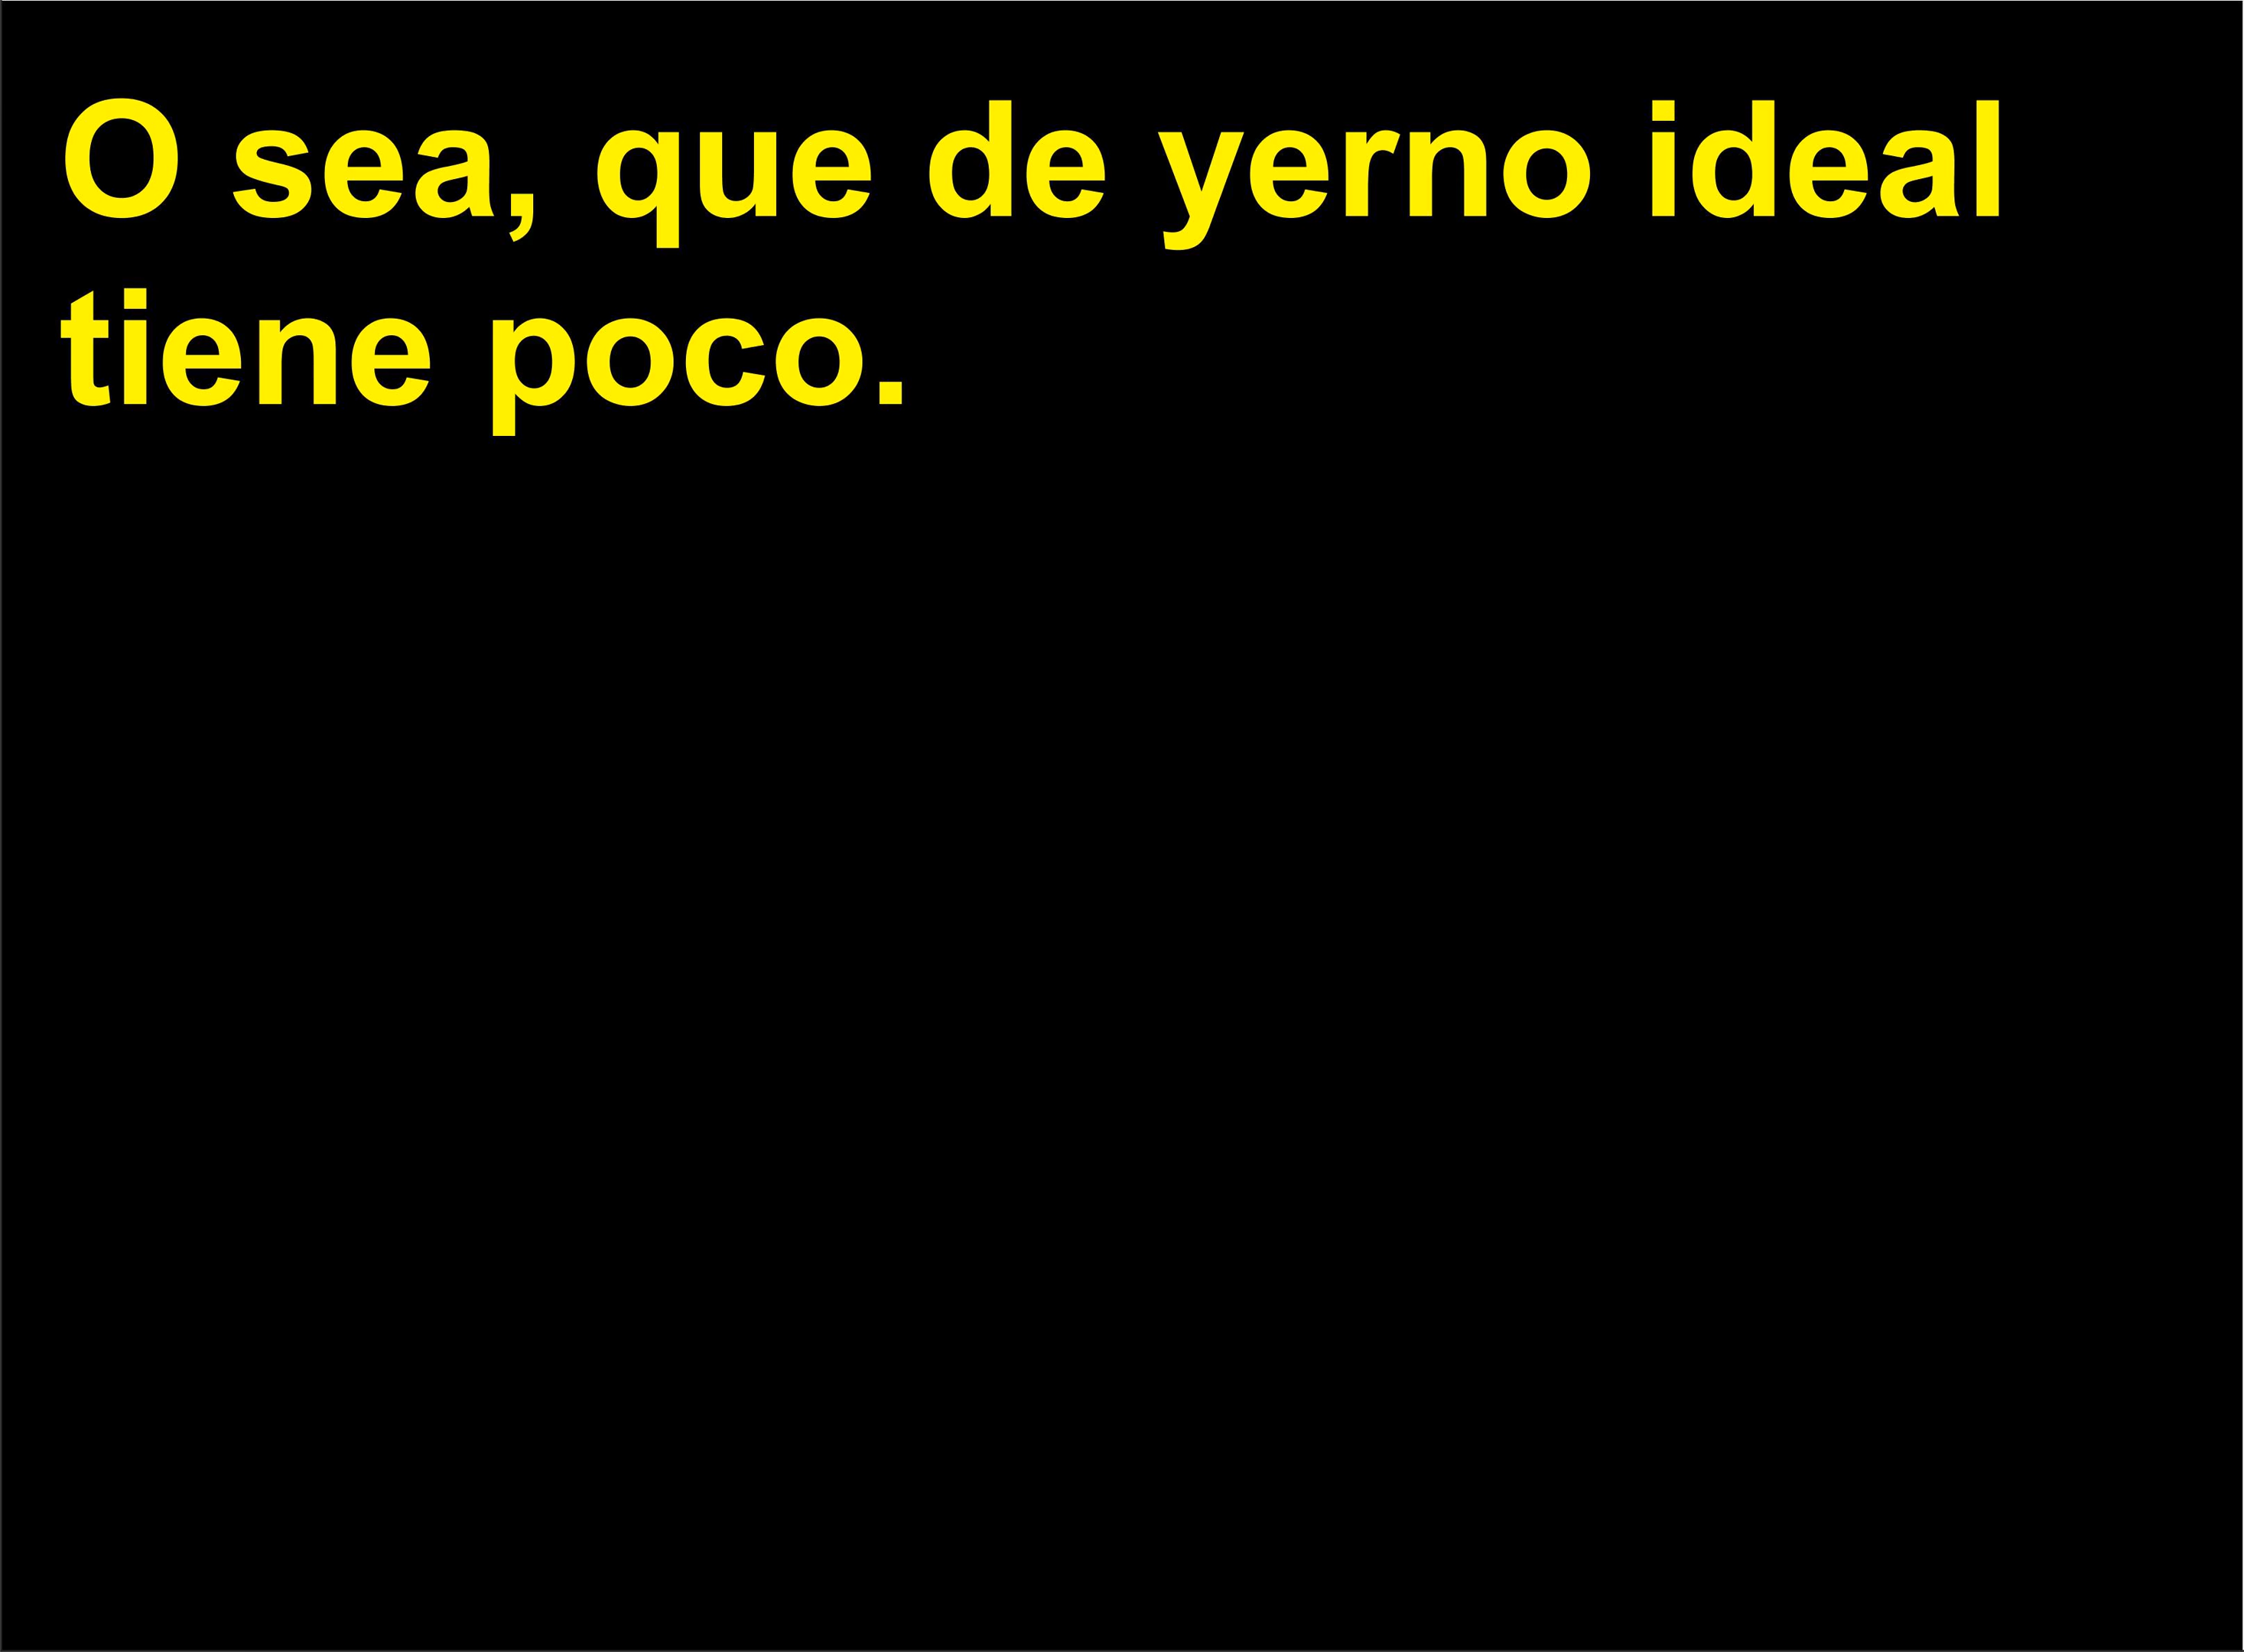 O sea, que de yerno ideal
tiene poco.